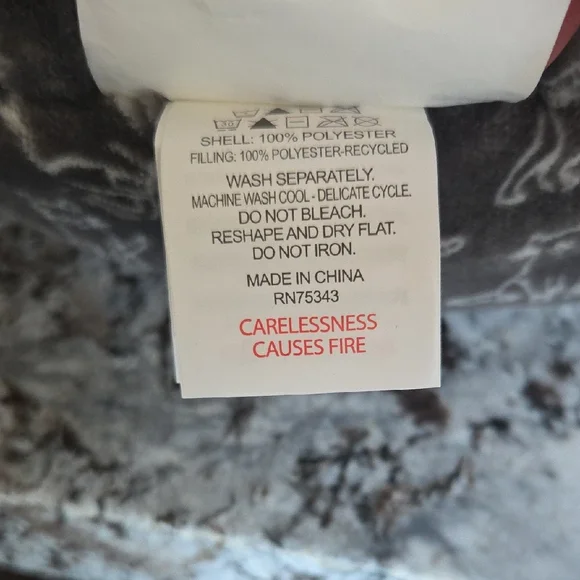 SHELL: 100% POLYESTER
FILLING: 100% POLYESTER-RECYCLED
WASH SEPARATELY.
MACHINE WASH COOL - DELICATE CYCLE.
DO NOT BLEACH.
RESHAPE AND DRY FLAT.
DO NOT IRON.
MADE IN CHINA
RN75343
CARELESSNESS
CAUSES FIRE